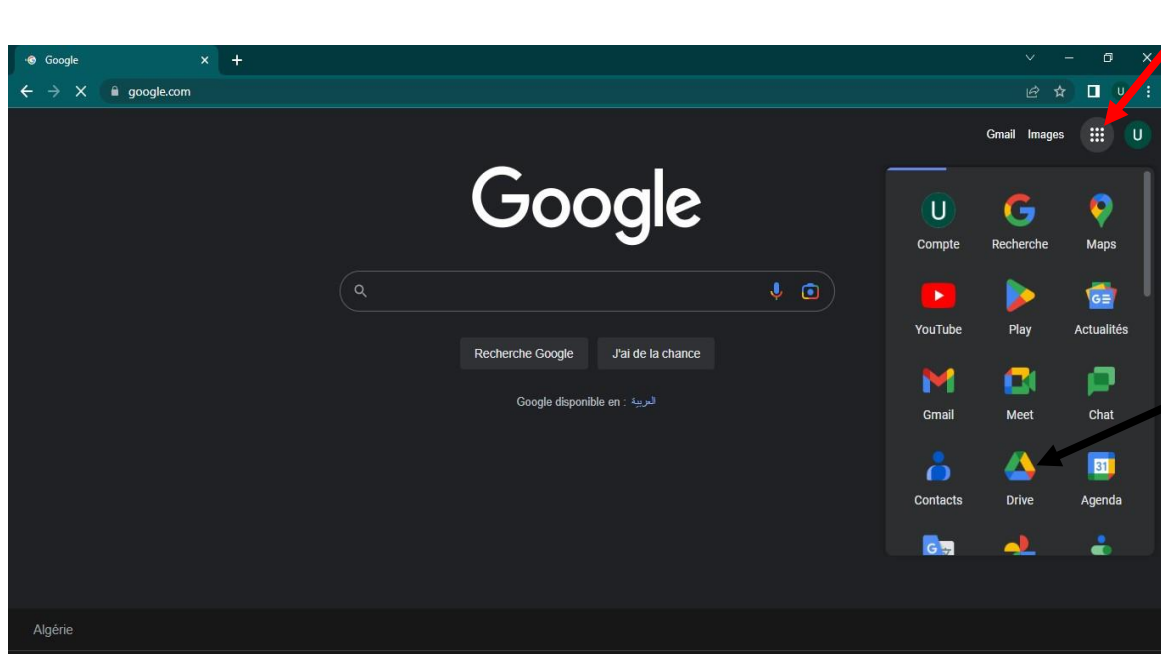 Google
google.com
U
Gmail Images
U
Google
Recherche Google J'ai de la chance
Google disponible en : العربية
U
Compte Recherche Maps
YouTube Play Actualités
Gmail Meet Chat
31
Contacts Drive Agenda
Algérie